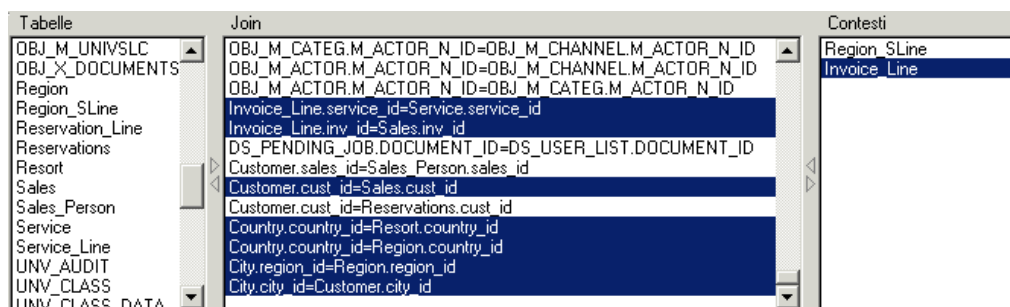 Tabelle
OBJ_M_UNIVSLC
OBJ_X_DOCUMENTS
Region
Region_SLine
Reservation_Line
Reservations
Resort
Sales
Sales_Person
Service
Service_Line
UNV_AUDIT
UNV_CLASS
UNV_CLASS_DATA
Join
OBJ_M_CATEG.M_ACTOR_N_ID=OBJ_M_CHANNEL.M_ACTOR_N_ID
OBJ_M_ACTOR.M_ACTOR_N_ID=OBJ_M_CHANNEL.M_ACTOR_N_ID
OBJ_M_ACTOR.M_ACTOR_N_ID=OBJ_M_CATEG.M_ACTOR_N_ID
Invoice_Line.service_id=Service.service_id
Invoice_Line.inv_id=Sales.inv_id
DS_PENDING_JOB.DOCUMENT_ID=DS_USER_LIST.DOCUMENT_ID
Customer.sales_id=Sales_Person.sales_id
Customer.cust_id=Sales.cust_id
Customer.cust_id=Reservations.cust_id
Country.country_id=Resort.country_id
Country.country_id=Region.country_id
City.region_id=Region.region_id
City.city_id=Customer.city_id
Contesti
Region_SLine
Invoice_Line